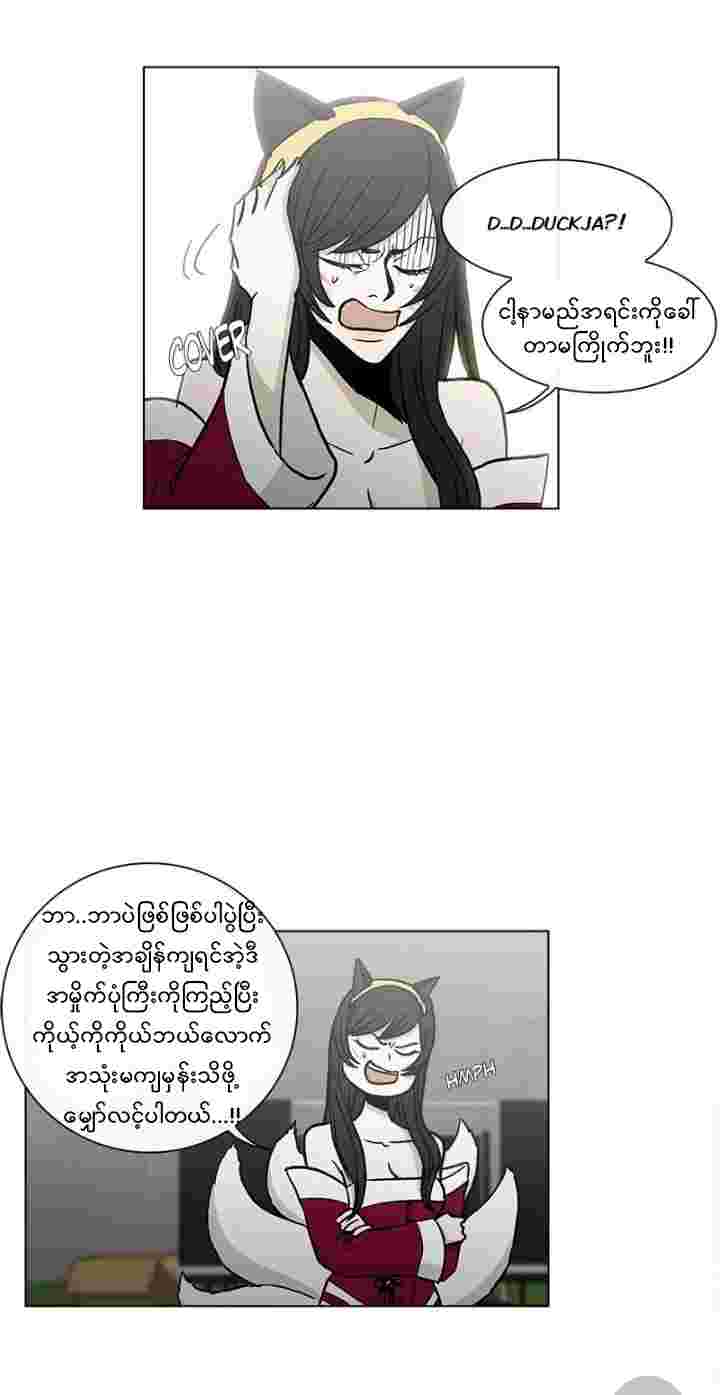 D...D...DUCKJA?!
ငါ့နာမည်အရင်းကိုခေါ်
တာမကြိုက်ဘူး!!
COVER
ဘာ..ဘာပဲဖြစ်ဖြစ်ပါပွဲပြီး
သွားတဲ့အချိန်ကျရင်အဲ့ဒီ
အမှိုက်ပုံကြီးကိုကြည့်ပြီး
ကိုယ့်ကိုကိုယ်ဘယ်လောက်
အသုံးမကျမှန်းသိဖို့
မျှော်လင့်ပါတယ်...!!
HMPH